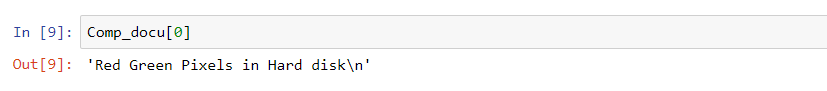 In [9]: Comp_docu[0]
Out[9]: 'Red Green Pixels in Hard disk\n'